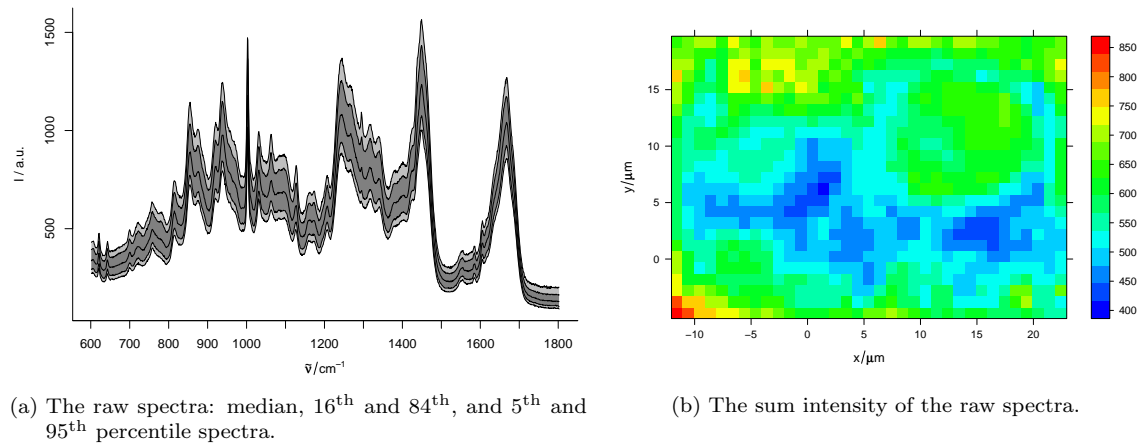 1500
1000
500
I / a.u.
600 700 800 900 1000 1200 1400 1600 1800
ν̃/cm⁻¹
(a) The raw spectra: median, 16th and 84th, and 5th and
95th percentile spectra.
15
10
5
0
y/μm
−10 −5 0 5 10 15 20
x/μm
850
800
750
700
650
600
550
500
450
400
(b) The sum intensity of the raw spectra.